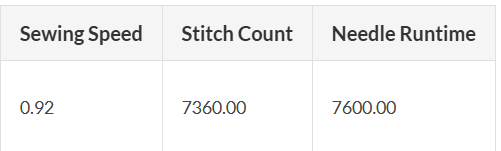 Sewing Speed Stitch Count Needle Runtime
0.92 7360.00 7600.00